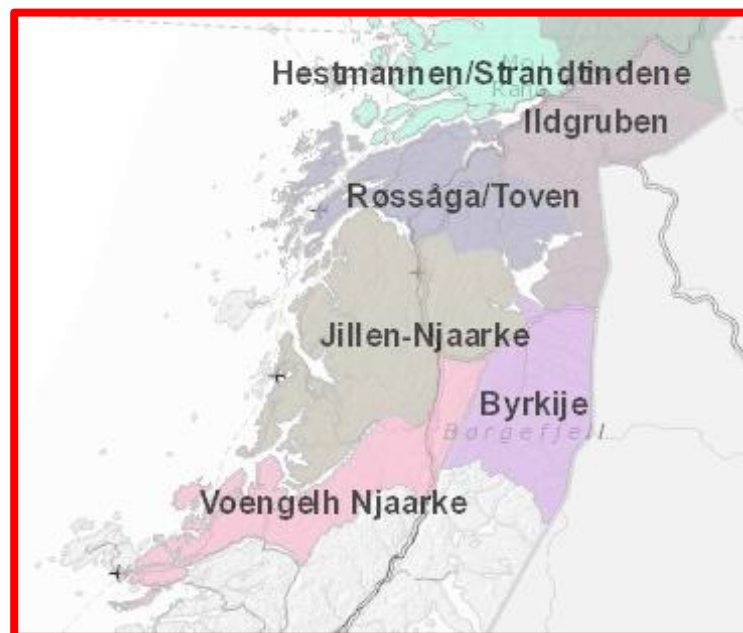 Hestmannen/Strandtindene
Ildgruben
Røssåga/Toven
Jillen-Njaarke
Byrkije
Børgefjell
Voengelh Njaarke